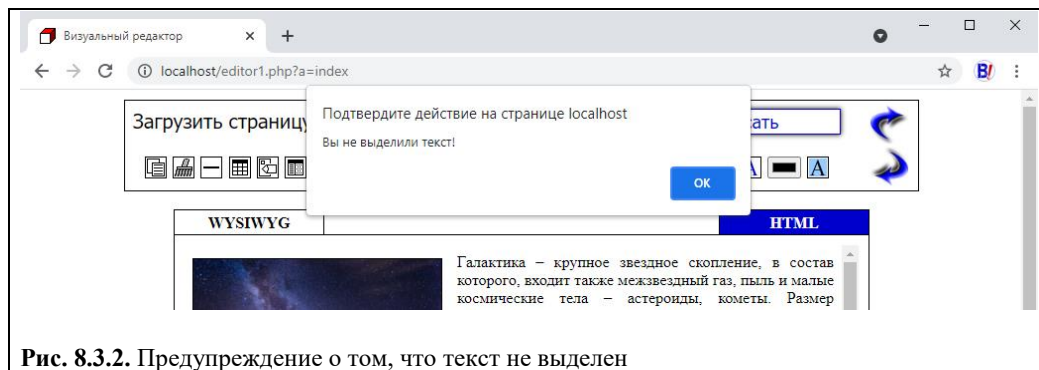 Визуальный редактор
localhost/editor1.php?a=index
B!
Загрузить страницу
Подтвердите действие на странице localhost
Вы не выделили текст!
ОК
ать
A
WYSIWYG
HTML
Галактика – крупное звездное скопление, в состав
которого, входит также межзвездный газ, пыль и малые
космические тела – астероиды, кометы. Размер
Рис. 8.3.2. Предупреждение о том, что текст не выделен